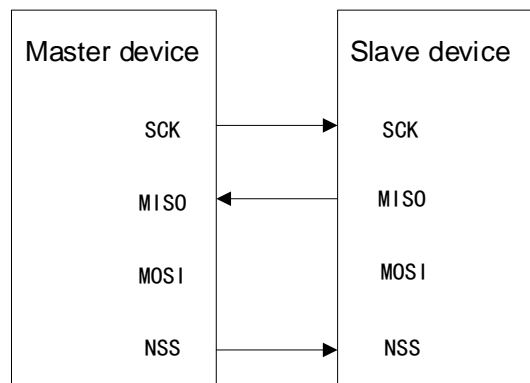 Master device
SCK
MISO
MOSI
NSS
Slave device
SCK
MISO
MOSI
NSS